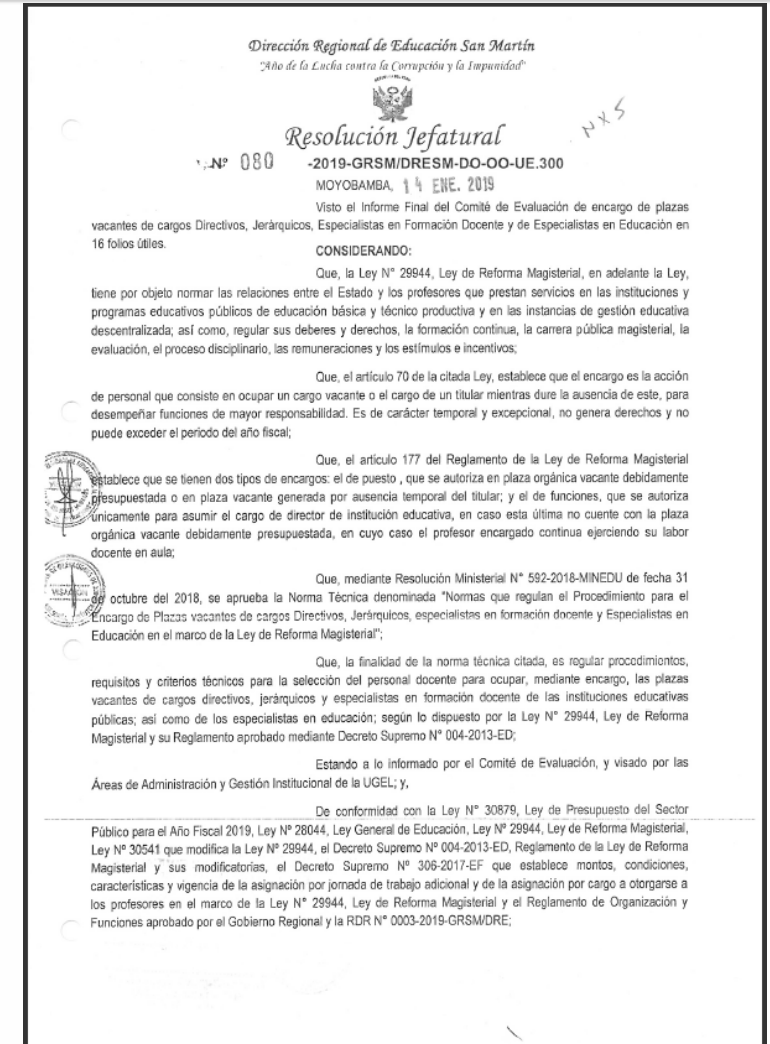 Dirección Regional de Educación San Martín
"Año de la Lucha contra la Corrupción y la Impunidad"
Resolución Jefatural
NXS
N° 080 -2019-GRSM/DRESM-DO-OO-UE.300
MOYOBAMBA, 14 ENE. 2019
Visto el Informe Final del Comité de Evaluación de encargo de plazas
vacantes de cargos Directivos, Jerárquicos, Especialistas en Formación Docente y de Especialistas en Educación en
16 folios útiles.
CONSIDERANDO:
Que, la Ley N° 29944, Ley de Reforma Magisterial, en adelante la Ley,
tiene por objeto normar las relaciones entre el Estado y los profesores que prestan servicios en las instituciones y
programas educativos públicos de educación básica y técnico productiva y en las instancias de gestión educativa
descentralizada; así como, regular sus deberes y derechos, la formación continua, la carrera pública magisterial, la
evaluación, el proceso disciplinario, las remuneraciones y los estímulos e incentivos;
Que, el artículo 70 de la citada Ley, establece que el encargo es la acción
de personal que consiste en ocupar un cargo vacante o el cargo de un titular mientras dure la ausencia de este, para
desempeñar funciones de mayor responsabilidad. Es de carácter temporal y excepcional, no genera derechos y no
puede exceder el periodo del año fiscal;
Que, el artículo 177 del Reglamento de la Ley de Reforma Magisterial
establece que se tienen dos tipos de encargos: el de puesto , que se autoriza en plaza orgánica vacante debidamente
presupuestada o en plaza vacante generada por ausencia temporal del titular; y el de funciones, que se autoriza
únicamente para asumir el cargo de director de institución educativa, en caso esta última no cuente con la plaza
orgánica vacante debidamente presupuestada, en cuyo caso el profesor encargado continua ejerciendo su labor
docente en aula;
Que, mediante Resolución Ministerial N° 592-2018-MINEDU de fecha 31
de octubre del 2018, se aprueba la Norma Técnica denominada "Normas que regulan el Procedimiento para el
Encargo de Plazas vacantes de cargos Directivos, Jerárquicos, especialistas en formación docente y Especialistas en
Educación en el marco de la Ley de Reforma Magisterial";
Que, la finalidad de la norma técnica citada, es regular procedimientos,
requisitos y criterios técnicos para la selección del personal docente para ocupar, mediante encargo, las plazas
vacantes de cargos directivos, jerárquicos y especialistas en formación docente de las instituciones educativas
públicas; así como de los especialistas en educación; según lo dispuesto por la Ley N° 29944, Ley de Reforma
Magisterial y su Reglamento aprobado mediante Decreto Supremo N° 004-2013-ED;
Estando a lo informado por el Comité de Evaluación, y visado por las
Áreas de Administración y Gestión Institucional de la UGEL; y,
De conformidad con la Ley N° 30879, Ley de Presupuesto del Sector
Público para el Año Fiscal 2019, Ley N° 28044, Ley General de Educación, Ley N° 29944, Ley de Reforma Magisterial,
Ley N° 30541 que modifica la Ley N° 29944, el Decreto Supremo N° 004-2013-ED, Reglamento de la Ley de Reforma
Magisterial y sus modificatorias, el Decreto Supremo N° 306-2017-EF que establece montos, condiciones,
características y vigencia de la asignación por jornada de trabajo adicional y de la asignación por cargo a otorgarse a
los profesores en el marco de la Ley N° 29944, Ley de Reforma Magisterial y el Reglamento de Organización y
Funciones aprobado por el Gobierno Regional y la RDR N° 0003-2019-GRSM/DRE;